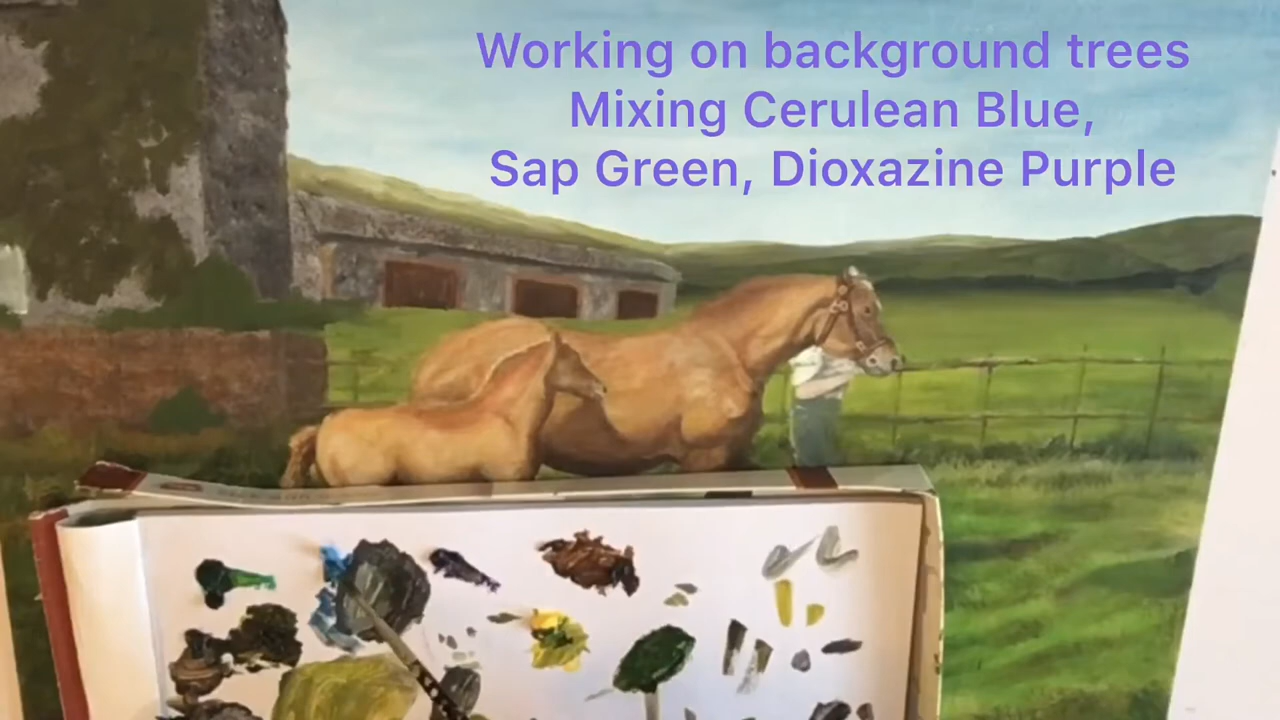 Working on background trees
Mixing Cerulean Blue,
Sap Green, Dioxazine Purple